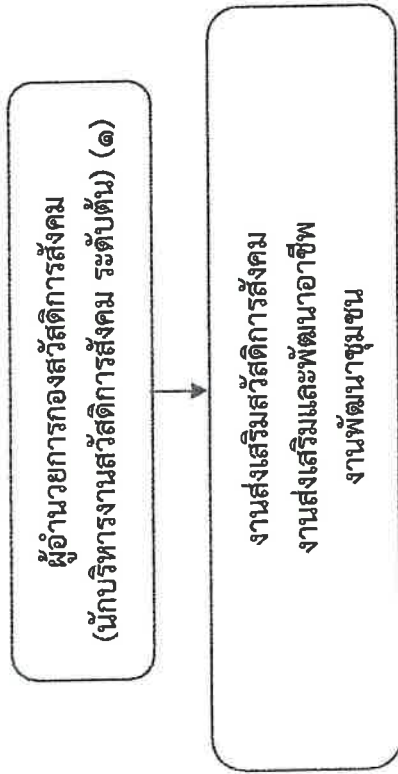 ผู้อำนวยการกองสวัสดิการสังคม
(นักบริหารงานสวัสดิการสังคม ระดับต้น) (๑)
งานส่งเสริมสวัสดิการสังคม
งานส่งเสริมและพัฒนาอาชีพ
งานพัฒนาชุมชน